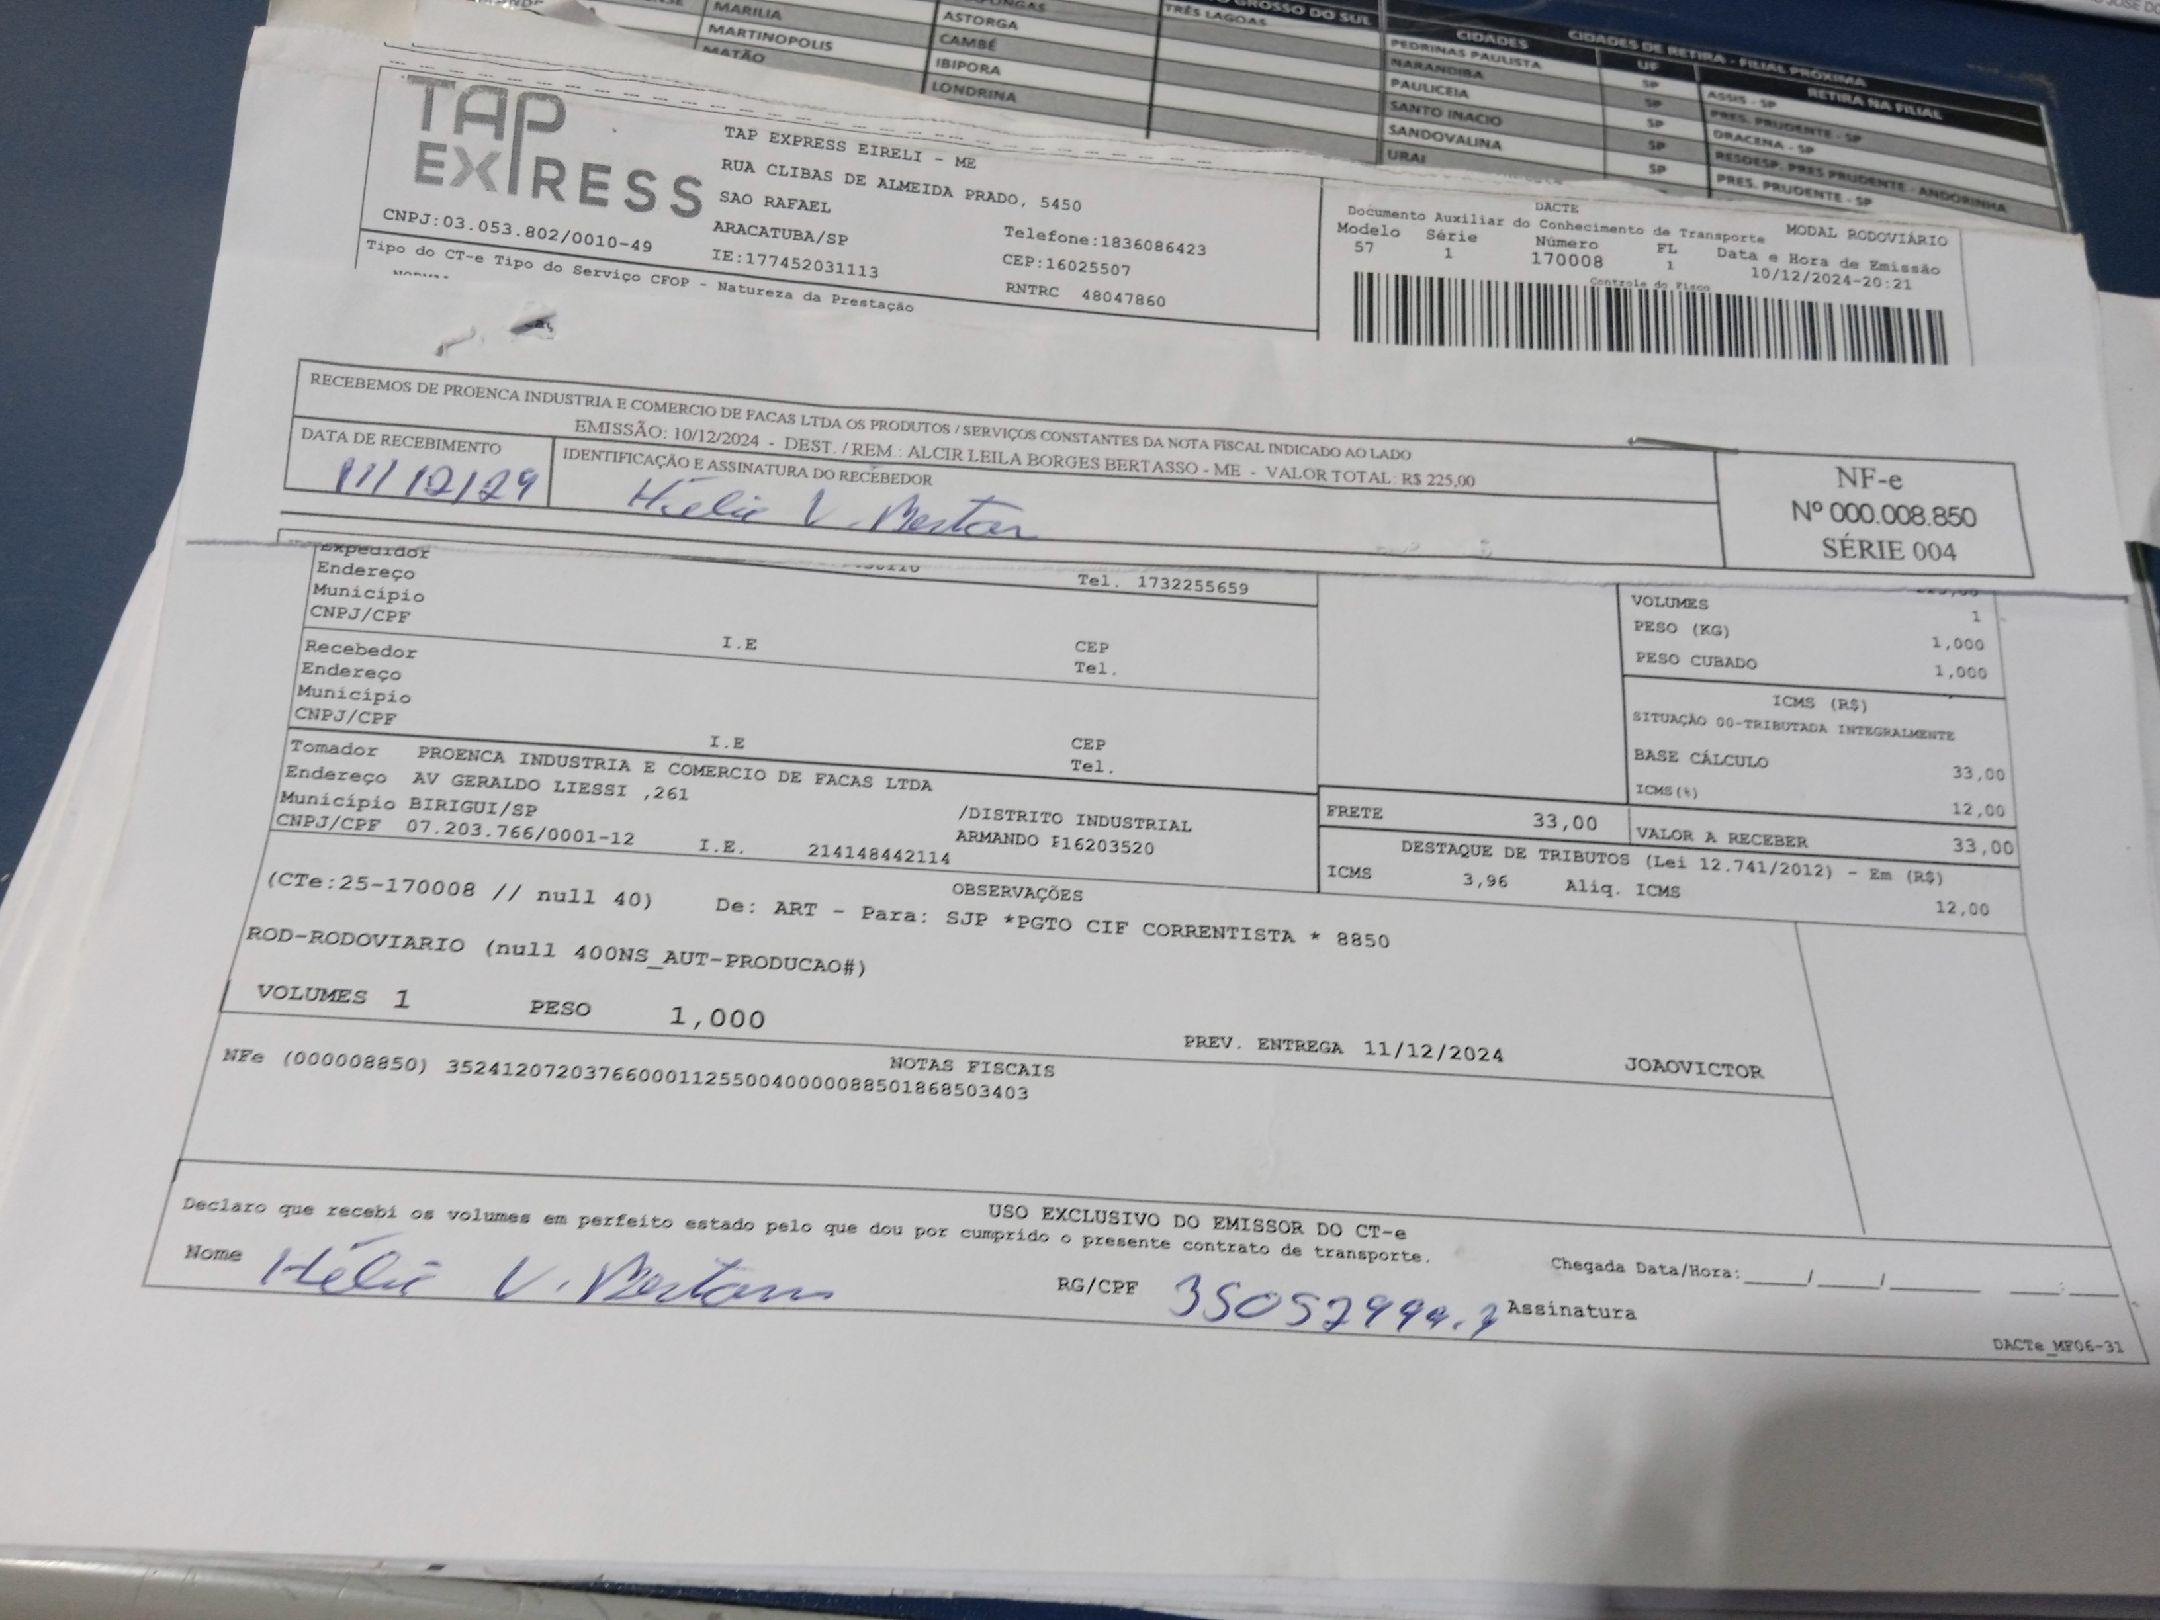 MARILIA
MARTINOPOLIS
MATÃO
ASTORGA
CAMBÉ
IBIPORA
LONDRINA
GROSSO DO SUL
TRÊS LAGOAS
CIDADES DE RETIRA - FILIAL PRÓXIMA
CIDADES UF RETIRA NA FILIAL
PEDRINAS PAULISTA SP ASSIS - SP
NARANDIBA SP PRES. PRUDENTE - SP
PAULICEIA SP DRACENA - SP
SANTO INACIO SP RESDESP. PRES PRUDENTE - ANDORINHA
SANDOVALINA SP PRES. PRUDENTE - SP
URAI
TAP EXPRESS
TAP EXPRESS EIRELI - ME
RUA CLIBAS DE ALMEIDA PRADO, 5450
SAO RAFAEL
ARACATUBA/SP Telefone:1836086423
CNPJ:03.053.802/0010-49 IE:177452031113 CEP:16025507
RNTRC 48047860
Tipo do CT-e Tipo do Serviço CFOP - Natureza da Prestação
DACTE
Documento Auxiliar do Conhecimento de Transporte MODAL RODOVIÁRIO
Modelo Série Número FL Data e Hora de Emissão
57 1 170008 1 10/12/2024-20:21
Controle do Fisco
RECEBEMOS DE PROENCA INDUSTRIA E COMERCIO DE FACAS LTDA OS PRODUTOS / SERVIÇOS CONSTANTES DA NOTA FISCAL INDICADO AO LADO
EMISSÃO: 10/12/2024 - DEST. / REM.: ALCIR LEILA BORGES BERTASSO - ME - VALOR TOTAL: R$ 225,00
DATA DE RECEBIMENTO IDENTIFICAÇÃO E ASSINATURA DO RECEBEDOR
11/12/24
NF-e
Nº 000.008.850
SÉRIE 004
Expedidor
Endereço Tel. 1732255659
Município
CNPJ/CPF I.E CEP
Tel.
Recebedor
Endereço
Município
CNPJ/CPF I.E CEP
Tel.
VOLUMES 1
PESO (KG) 1,000
PESO CUBADO 1,000
ICMS (R$)
SITUAÇÃO 00-TRIBUTADA INTEGRALMENTE
BASE CÁLCULO 33,00
ICMS(%) 12,00
Tomador PROENCA INDUSTRIA E COMERCIO DE FACAS LTDA
Endereço AV GERALDO LIESSI ,261 /DISTRITO INDUSTRIAL
Município BIRIGUI/SP ARMANDO P16203520
CNPJ/CPF 07.203.766/0001-12 I.E. 214148442114
FRETE 33,00 VALOR A RECEBER 33,00
DESTAQUE DE TRIBUTOS (Lei 12.741/2012) - Em (R$)
ICMS 3,96 Aliq. ICMS 12,00
OBSERVAÇÕES
(CTe:25-170008 // null 40) De: ART - Para: SJP *PGTO CIF CORRENTISTA * 8850
ROD-RODOVIARIO (null 400NS_AUT-PRODUCAO#)
VOLUMES 1 PESO 1,000 PREV. ENTREGA 11/12/2024 JOAOVICTOR
NOTAS FISCAIS
NFe (000008850) 35241207203766000112550040000088501868503403
USO EXCLUSIVO DO EMISSOR DO CT-e
Declaro que recebi os volumes em perfeito estado pelo que dou por cumprido o presente contrato de transporte.
Nome Hélie V. RG/CPF Assinatura Chegada Data/Hora:_____/_____/_______ ____:____
DACTe_MF06-31